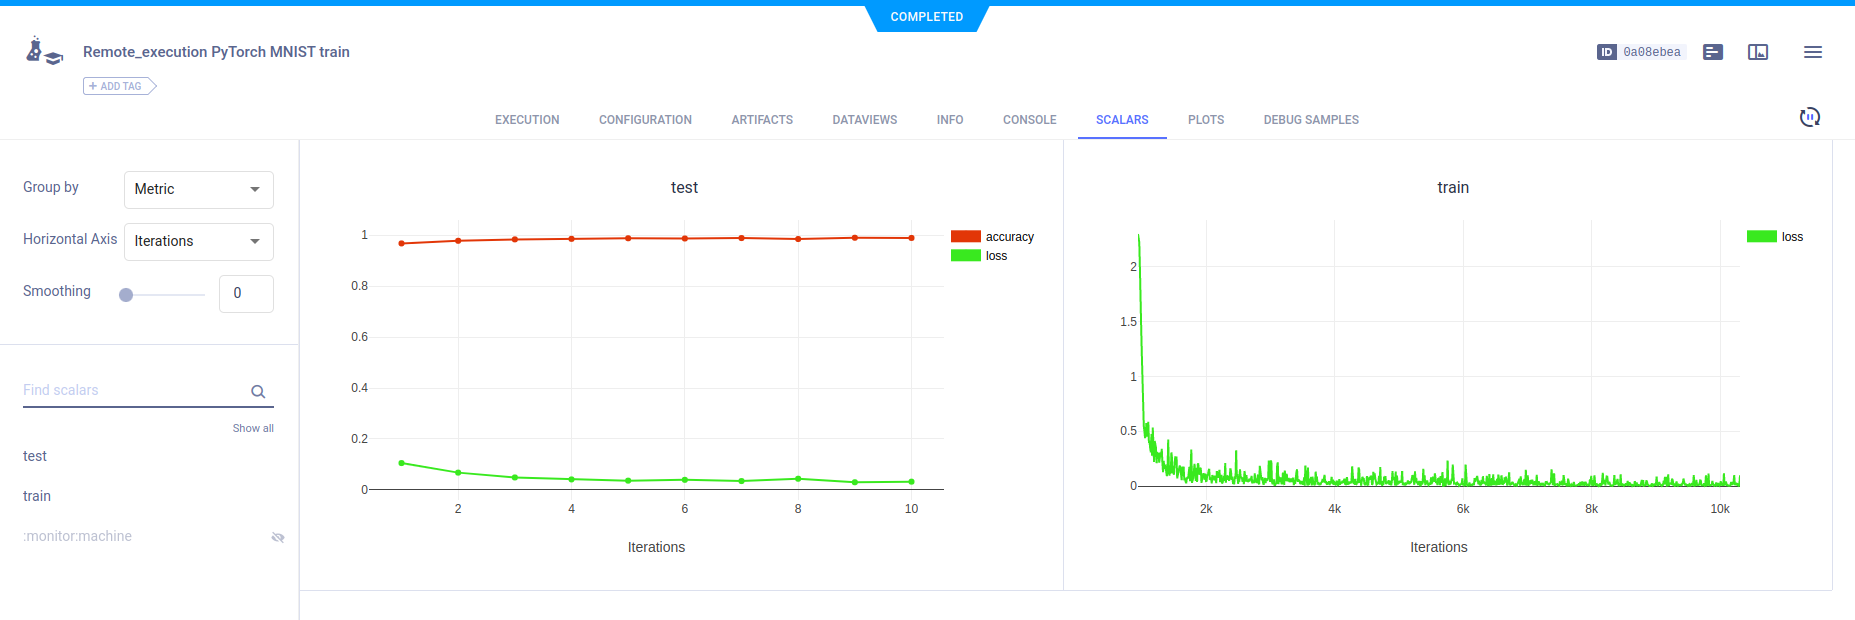 COMPLETED
Remote_execution PyTorch MNIST train
ID 0a08ebea
+ ADD TAG
EXECUTION CONFIGURATION ARTIFACTS DATAVIEWS INFO CONSOLE SCALARS PLOTS DEBUG SAMPLES
Group by Metric
Horizontal Axis Iterations
Smoothing 0
Find scalars
Show all
test
train
:monitor:machine
test
1
0.8
0.6
0.4
0.2
0
2 4 6 8 10
Iterations
accuracy
loss
train
2
1.5
1
0.5
0
2k 4k 6k 8k 10k
Iterations
loss